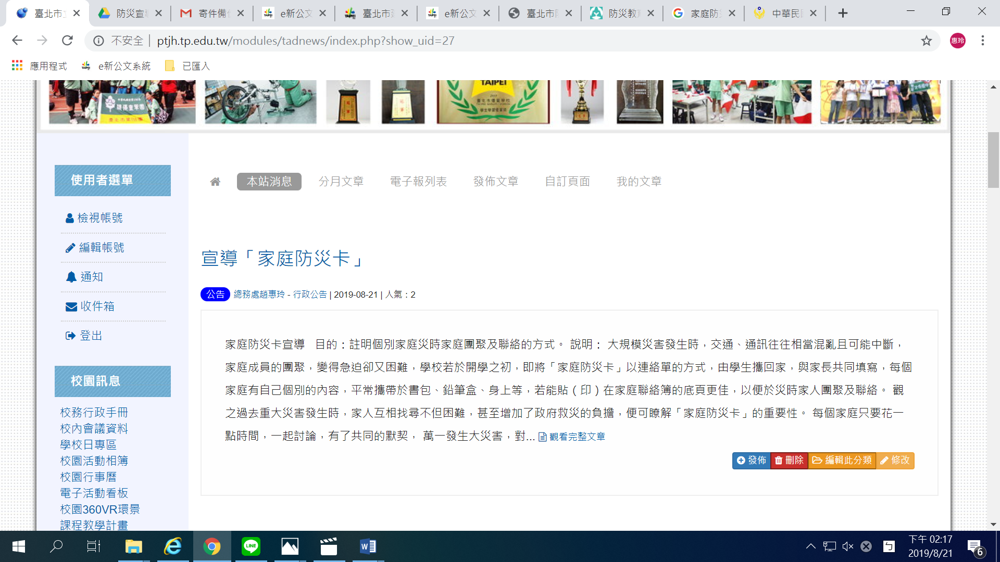 臺北市立
防災宣導
寄件備份
e新公文
臺北市
e新公文
臺北市
防災教育
家庭防災
中華民國
不安全
ptjh.tp.edu.tw/modules/tadnews/index.php?show_uid=27
惠玲
應用程式
e新公文系統
已匯入
TAIPEI
使用者選單
本站消息
分月文章
電子報列表
發佈文章
自訂頁面
我的文章
檢視帳號
編輯帳號
通知
收件箱
登出
宣導「家庭防災卡」
公告 總務處趙惠玲 - 行政公告 | 2019-08-21 | 人氣：2
家庭防災卡宣導 目的：註明個別家庭災時家庭團聚及聯絡的方式。 說明： 大規模災害發生時，交通、通訊往往相當混亂且可能中斷，
家庭成員的團聚，變得急迫卻又困難，學校若於開學之初，即將「家庭防災卡」以連絡單的方式，由學生攜回家，與家長共同填寫，每個
家庭有自己個別的內容，平常攜帶於書包、鉛筆盒、身上等，若能貼（印）在家庭聯絡簿的底頁更佳，以便於災時家人團聚及聯絡。 觀
之過去重大災害發生時，家人互相找尋不但困難，甚至增加了政府救災的負擔，便可瞭解「家庭防災卡」的重要性。 每個家庭只要花一
點時間，一起討論，有了共同的默契， 萬一發生大災害，對... 觀看完整文章
發佈
刪除
編輯此分類
修改
校園訊息
校務行政手冊
校內會議資料
學校日專區
校園活動相簿
校園行事曆
電子活動看板
校園360VR環景
課程教學計畫
LINE
下午 02:17
2019/8/21
6